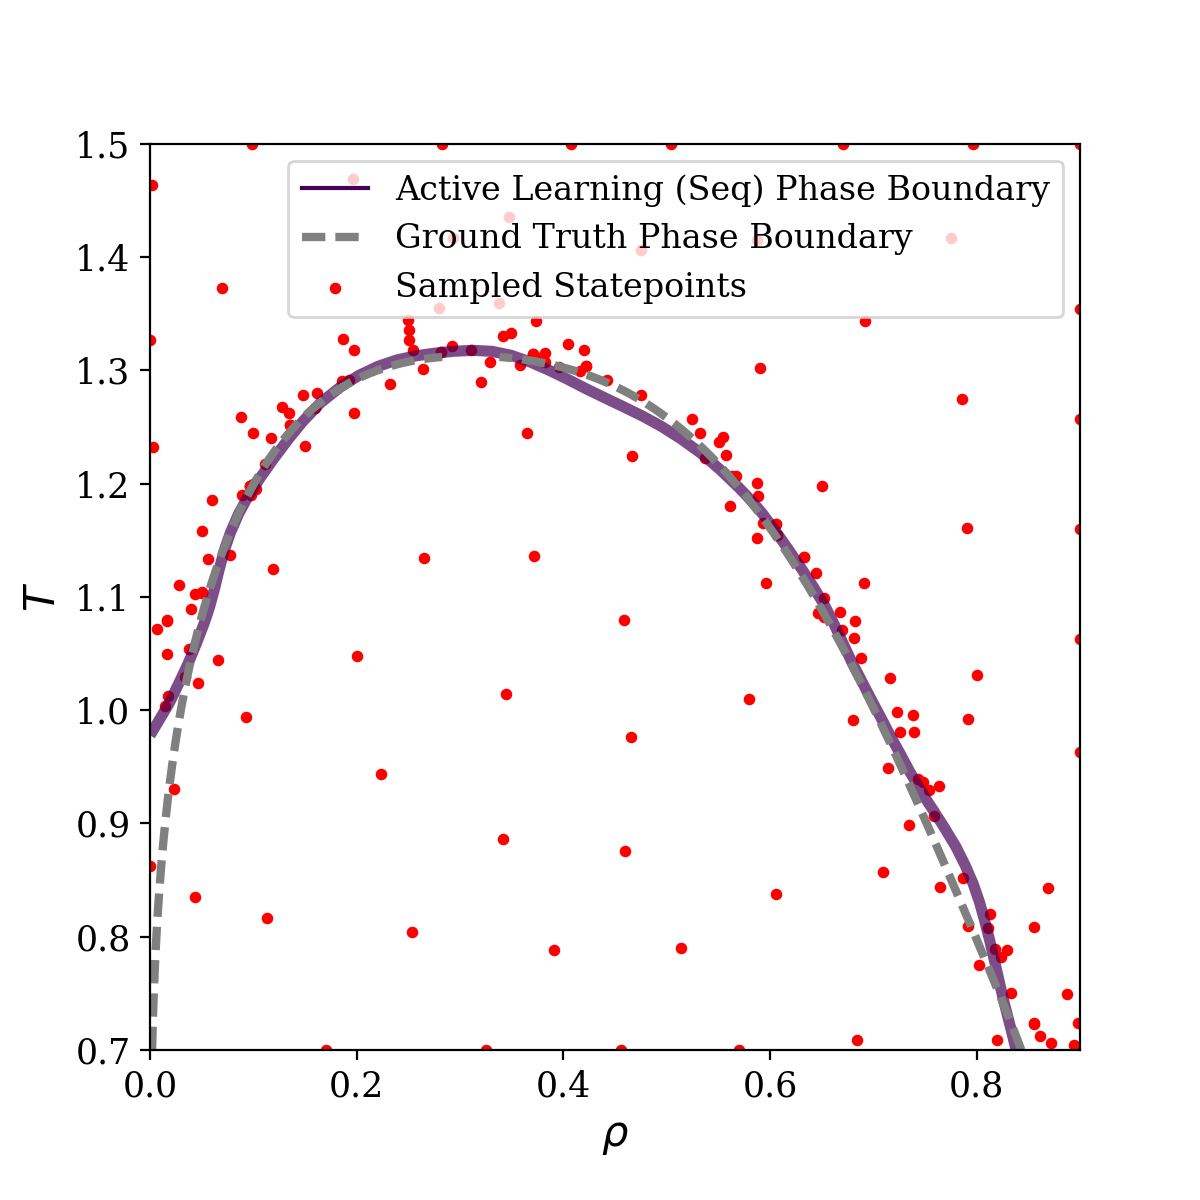 1.5
1.4
1.3
1.2
1.1
1.0
0.9
0.8
0.7
T
Active Learning (Seq) Phase Boundary
Ground Truth Phase Boundary
Sampled Statepoints
0.0 0.2 0.4 0.6 0.8
ρ